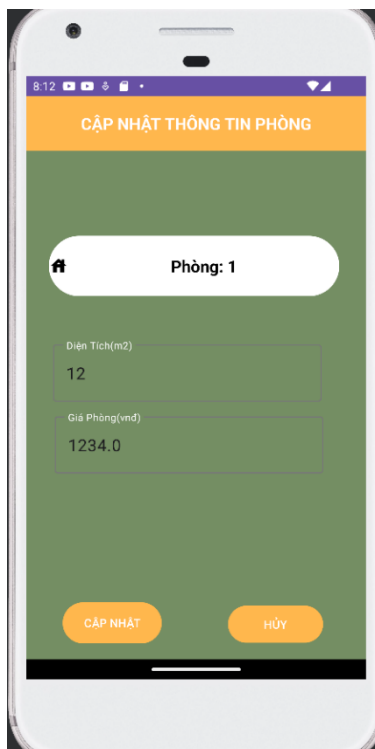 8:12
CẬP NHẬT THÔNG TIN PHÒNG
Phòng: 1
Diện Tích(m2)
12
Giá Phòng(vnđ)
1234.0
CẬP NHẬT
HỦY